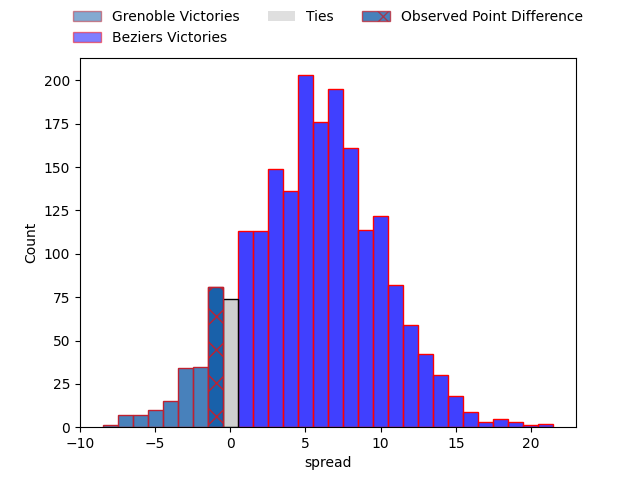 Grenoble Victories
Ties
Observed Point Difference
Beziers Victories
200
175
150
125
100
75
50
25
0
Count
−10
−5
0
5
10
15
20
spread